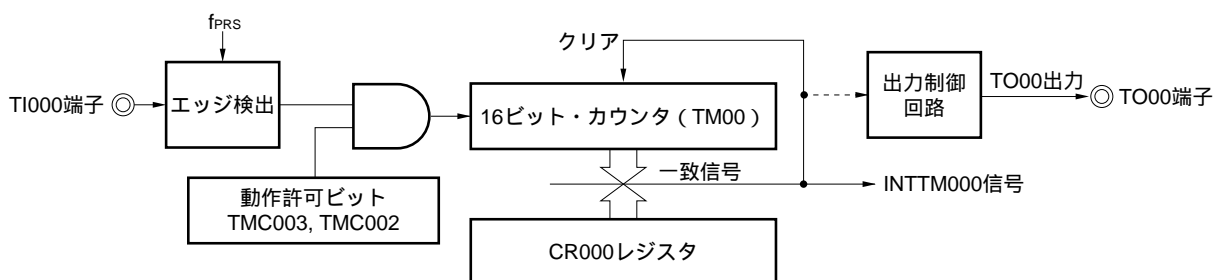 fPRS
クリア
TI000端子
エッジ検出
16ビット・カウンタ（TM00）
出力制御
回路
TO00出力
TO00端子
動作許可ビット
TMC003, TMC002
一致信号
INTTM000信号
CR000レジスタ